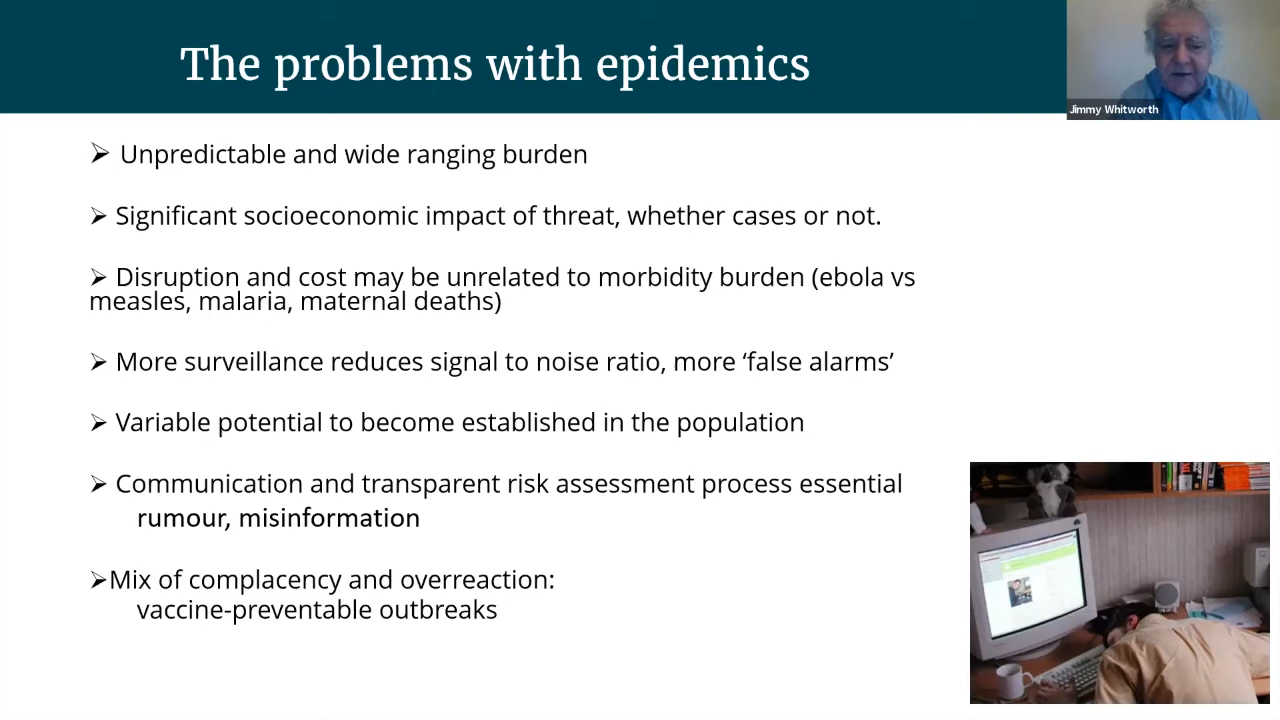 The problems with epidemics
Jimmy Whitworth
➢ Unpredictable and wide ranging burden
➢ Significant socioeconomic impact of threat, whether cases or not.
➢ Disruption and cost may be unrelated to morbidity burden (ebola vs
measles, malaria, maternal deaths)
➢ More surveillance reduces signal to noise ratio, more ‘false alarms’
➢ Variable potential to become established in the population
➢ Communication and transparent risk assessment process essential
rumour, misinformation
➢Mix of complacency and overreaction:
vaccine-preventable outbreaks